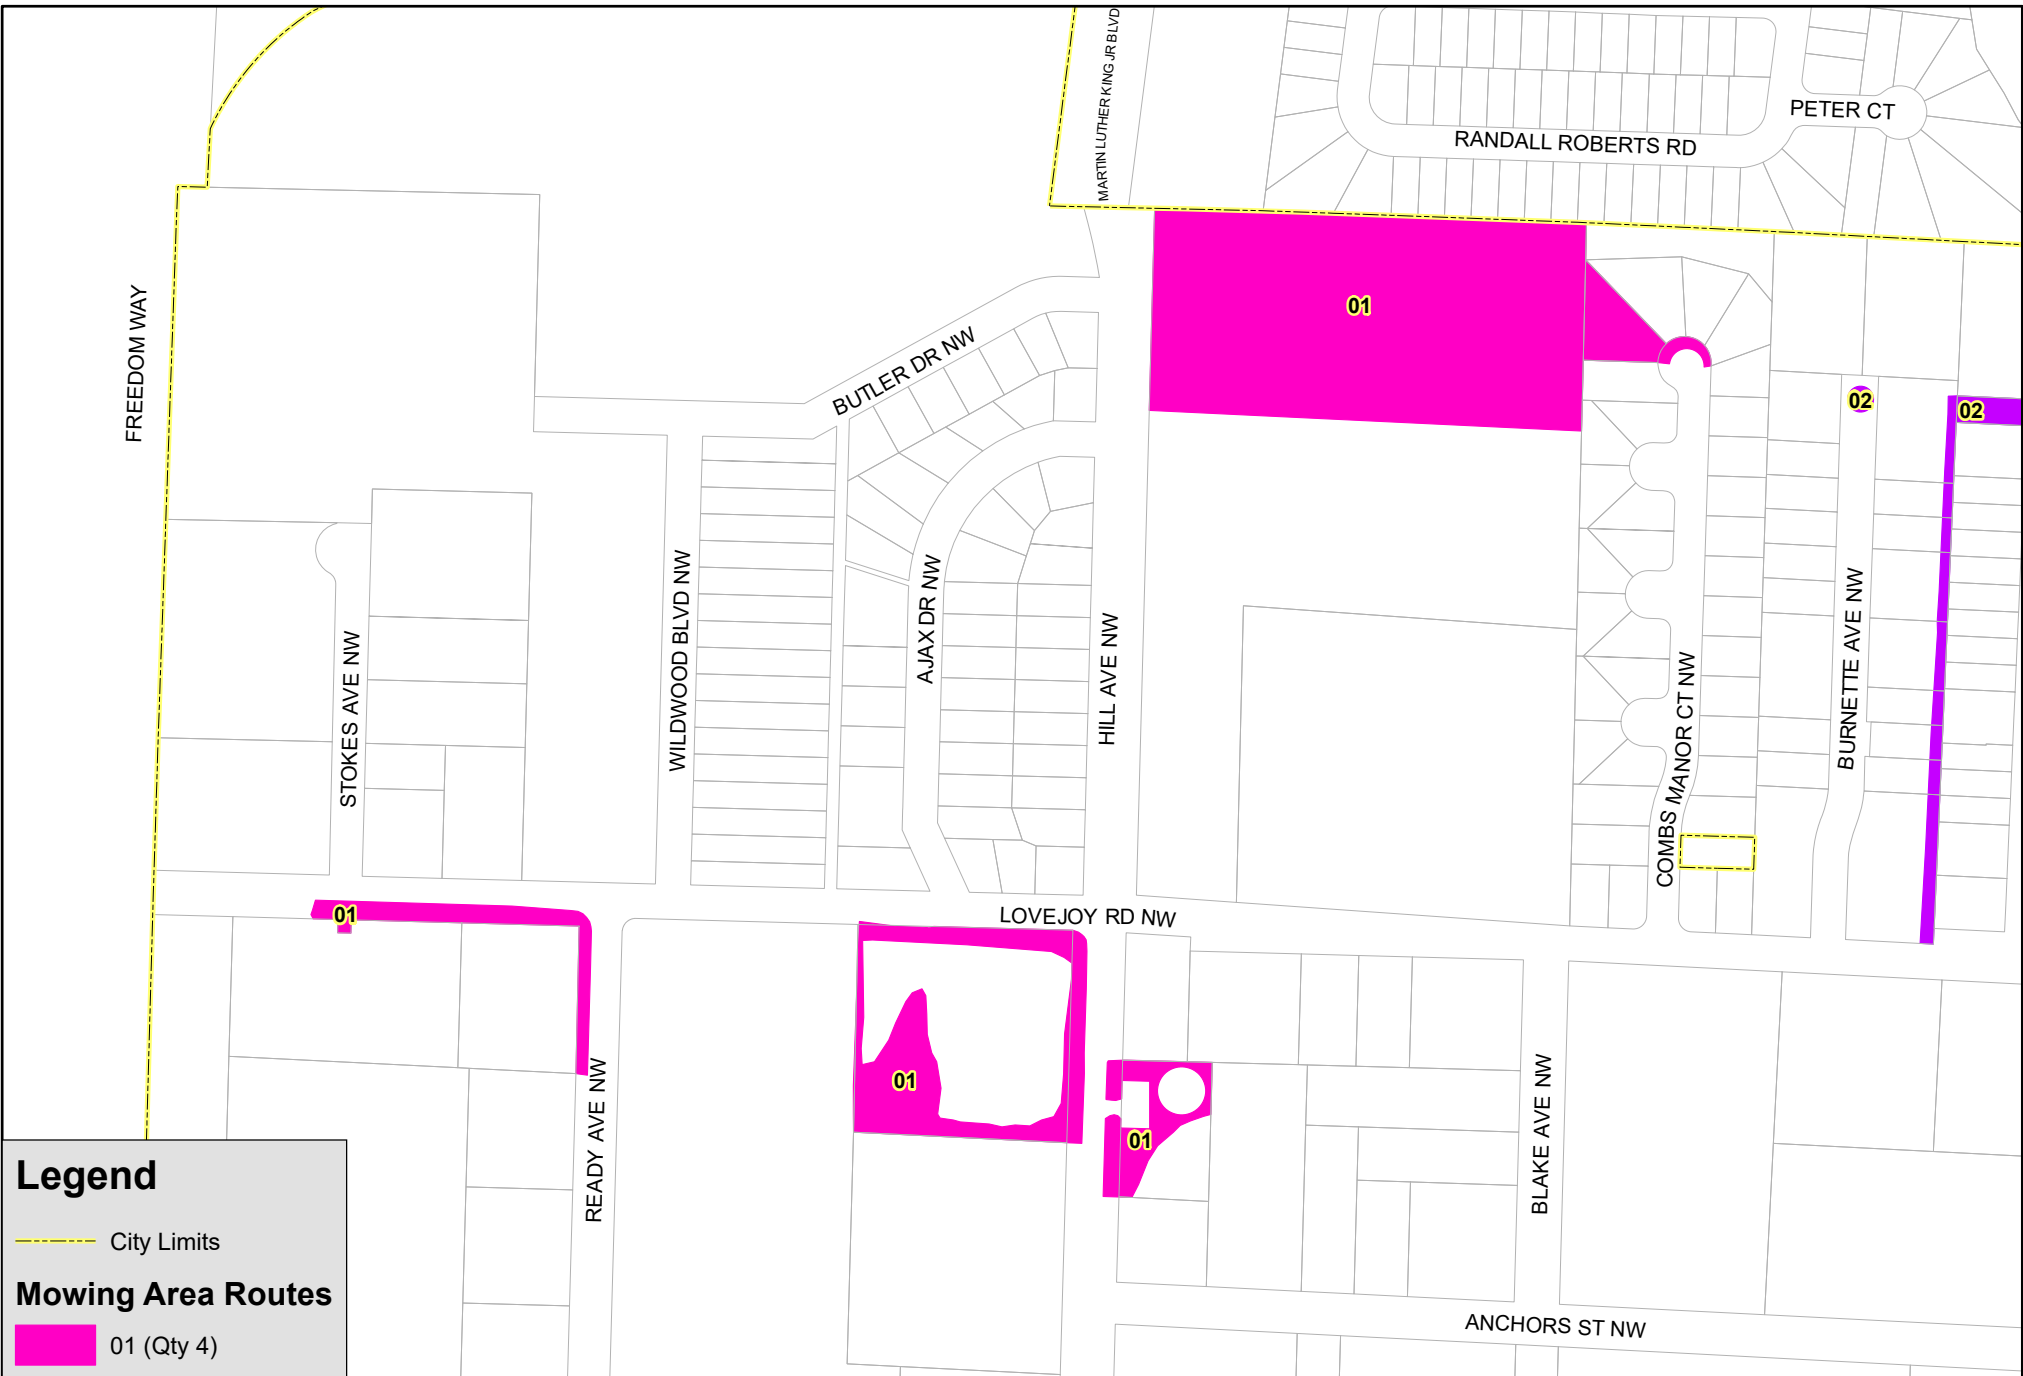 MARTIN LUTHER KING JR BLVD
PETER CT
RANDALL ROBERTS RD
01
FREEDOM WAY
BUTLER DR NW
02
02
WILDWOOD BLVD NW
AJAX DR NW
HILL AVE NW
STOKES AVE NW
COMBS MANOR CT NW
BURNETTE AVE NW
01
LOVEJOY RD NW
01
01
READY AVE NW
BLAKE AVE NW
ANCHORS ST NW
Legend
City Limits
Mowing Area Routes
01 (Qty 4)